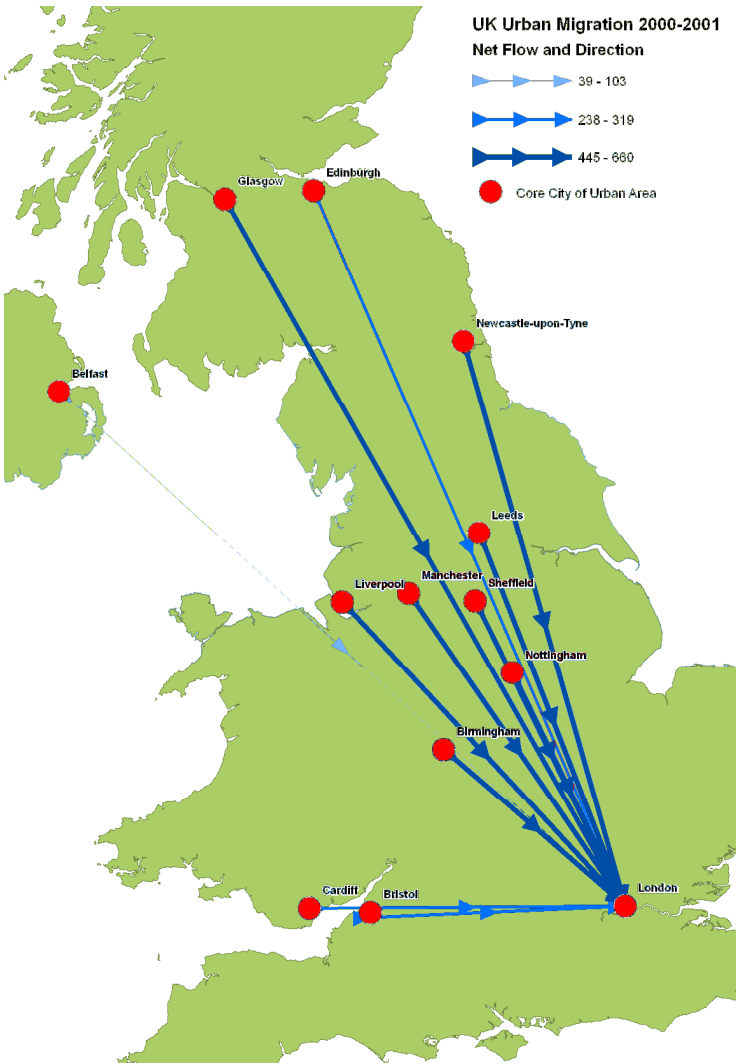 UK Urban Migration 2000-2001
Net Flow and Direction
39 - 103
238 - 319
445 - 660
Core City of Urban Area
Glasgow
Edinburgh
Newcastle-upon-Tyne
Belfast
Leeds
Liverpool
Manchester
Sheffield
Nottingham
Birmingham
Cardiff
Bristol
London